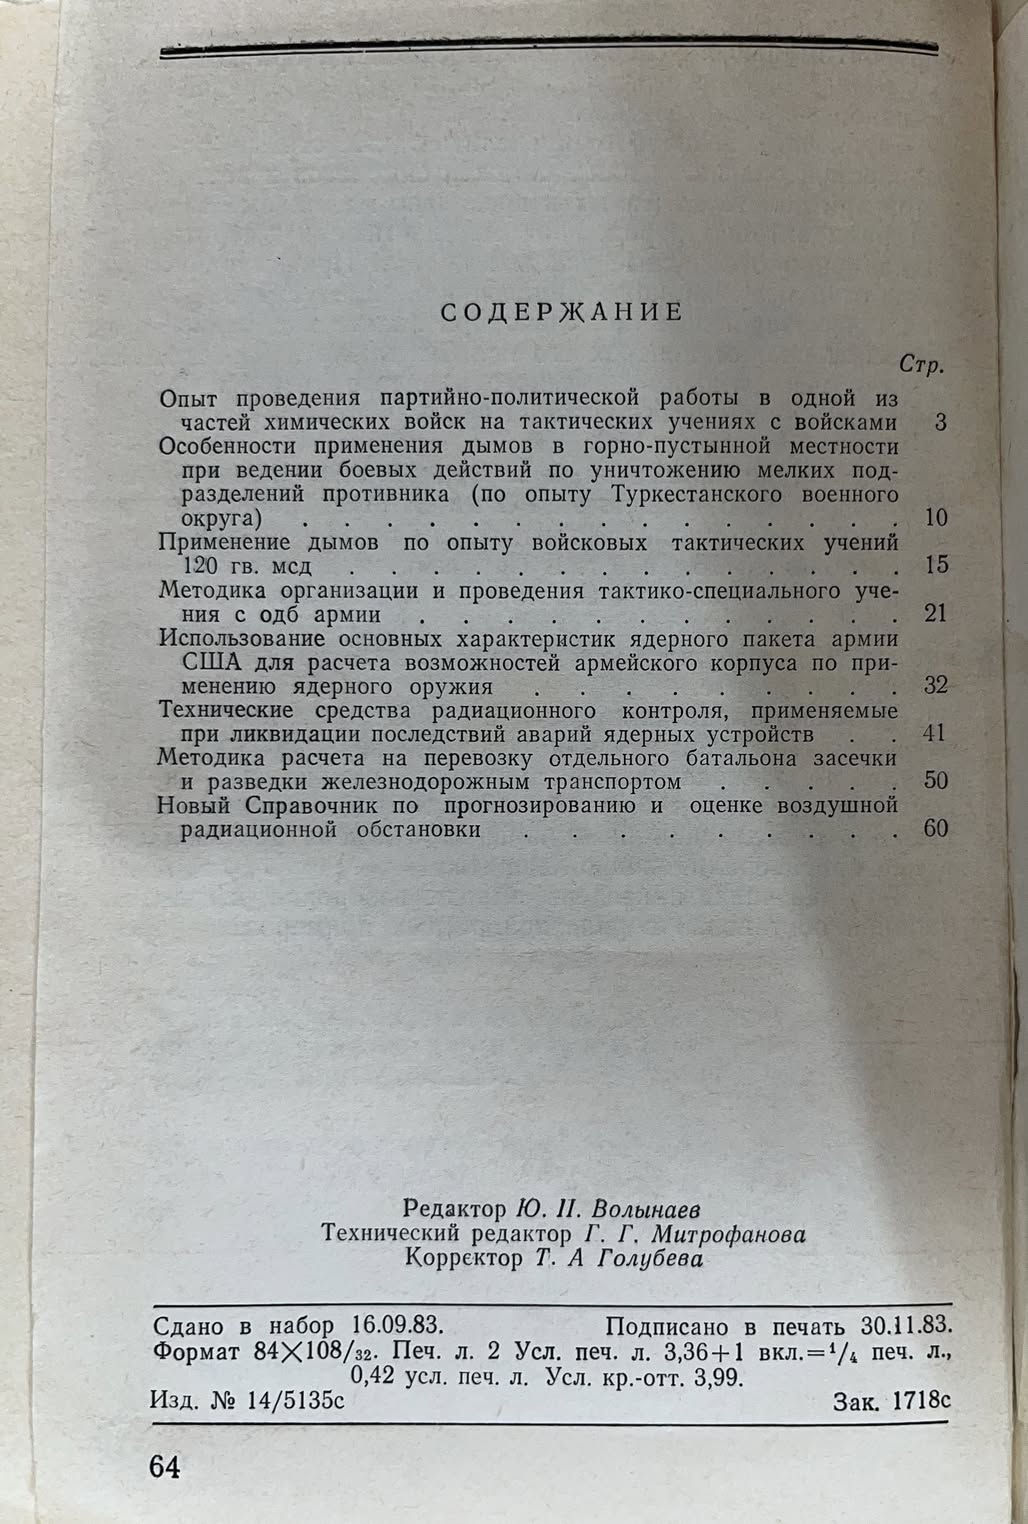 СОДЕРЖАНИЕ
Стр.
Опыт проведения партийно-политической работы в одной из
частей химических войск на тактических учениях с войсками 3
Особенности применения дымов в горно-пустынной местности
при ведении боевых действий по уничтожению мелких под-
разделений противника (по опыту Туркестанского военного
округа) . . . . . . . . . . . . . . 10
Применение дымов по опыту войсковых тактических учений
120 гв. мсд . . . . . . . . . . . . . 15
Методика организации и проведения тактико-специального уче-
ния с одб армии . . . . . . . . . . . 21
Использование основных характеристик ядерного пакета армии
США для расчета возможностей армейского корпуса по при-
менению ядерного оружия . . . . . . . . . 32
Технические средства радиационного контроля, применяемые
при ликвидации последствий аварий ядерных устройств . . 41
Методика расчета на перевозку отдельного батальона засечки
и разведки железнодорожным транспортом . . . . . 50
Новый Справочник по прогнозированию и оценке воздушной
радиационной обстановки . . . . . . . . . 60
Редактор Ю. П. Волынаев
Технический редактор Г. Г. Митрофанова
Корректор Т. А Голубева
Сдано в набор 16.09.83. Подписано в печать 30.11.83.
Формат 84×108/32. Печ. л. 2 Усл. печ. л. 3,36+1 вкл.=1/4 печ. л.,
0,42 усл. печ. л. Усл. кр.-отт. 3,99.
Изд. № 14/5135с Зак. 1718с
64